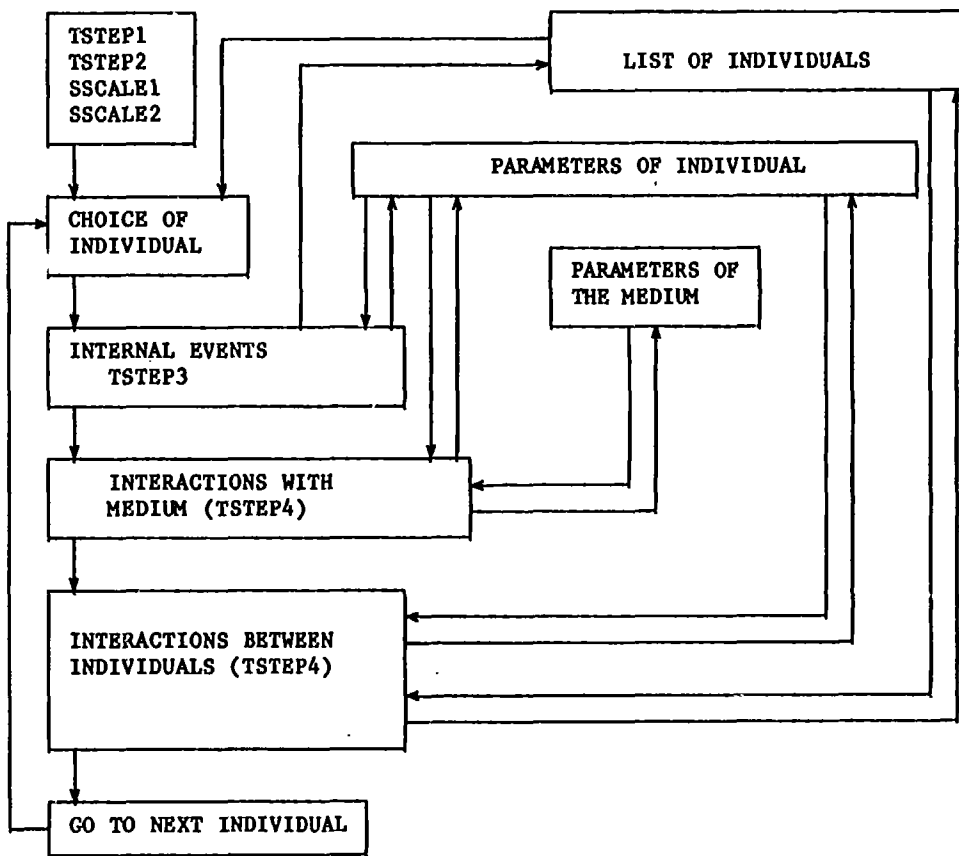 TSTEP1
TSTEP2
SSCALE1
SSCALE2
LIST OF INDIVIDUALS
PARAMETERS OF INDIVIDUAL
CHOICE OF
INDIVIDUAL
PARAMETERS OF
THE MEDIUM
INTERNAL EVENTS
TSTEP3
INTERACTIONS WITH
MEDIUM (TSTEP4)
INTERACTIONS BETWEEN
INDIVIDUALS (TSTEP4)
GO TO NEXT INDIVIDUAL